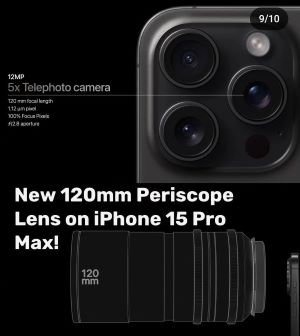 9/10
12MP
5x Telephoto camera
120 mm focal length
1.12 µm pixel
100% Focus Pixels
ƒ/2.8 aperture
New 120mm Periscope
Lens on iPhone 15 Pro
Max!
120
mm